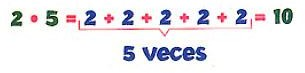 2 • 5 = 2 + 2 + 2 + 2 + 2 = 10
5 veces